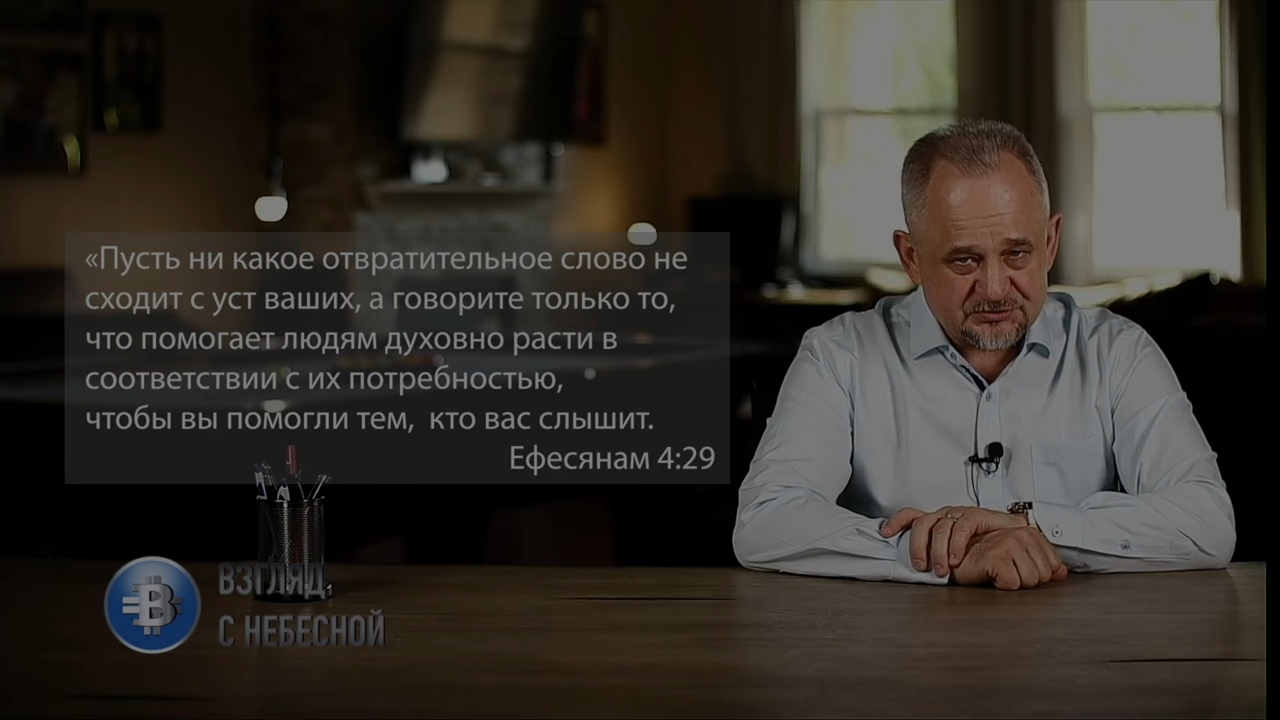 «Пусть ни какое отвратительное слово не
сходит с уст ваших, а говорите только то,
что помогает людям духовно расти в
соответствии с их потребностью,
чтобы вы помогли тем,  кто вас слышит.
Ефесянам 4:29
ВЗГЛЯД
С НЕБЕСНОЙ